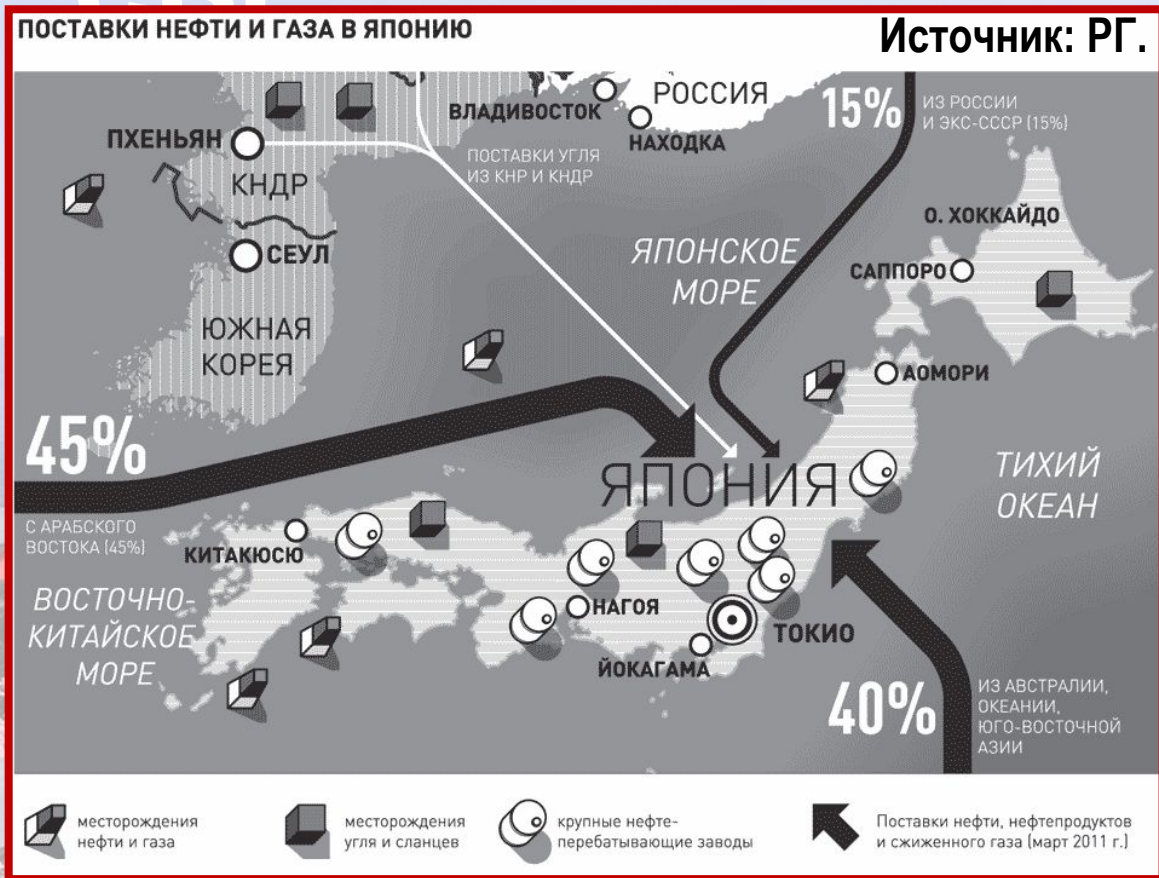 ПОСТАВКИ НЕФТИ И ГАЗА В ЯПОНИЮ
Источник: РГ.
ВЛАДИВОСТОК
РОССИЯ
НАХОДКА
15%
ИЗ РОССИИ
И ЭКС-СССР (15%)
ПХЕНЬЯН
КНДР
ПОСТАВКИ УГЛЯ
ИЗ КНР И КНДР
СЕУЛ
ЮЖНАЯ
КОРЕЯ
ЯПОНСКОЕ
МОРЕ
О. ХОККАЙДО
САППОРО
АОМОРИ
45%
С АРАБСКОГО
ВОСТОКА (45%)
ЯПОНИЯ
ТИХИЙ
ОКЕАН
КИТАКЮСЮ
ВОСТОЧНО-
КИТАЙСКОЕ
МОРЕ
НАГОЯ
ТОКИО
ЙОКАГАМА
40%
ИЗ АВСТРАЛИИ,
ОКЕАНИИ,
ЮГО-ВОСТОЧНОЙ
АЗИИ
месторождения
нефти и газа
месторождения
угля и сланцев
крупные нефте-
перебатывающие заводы
Поставки нефти, нефтепродуктов
и сжиженного газа (март 2011 г.)